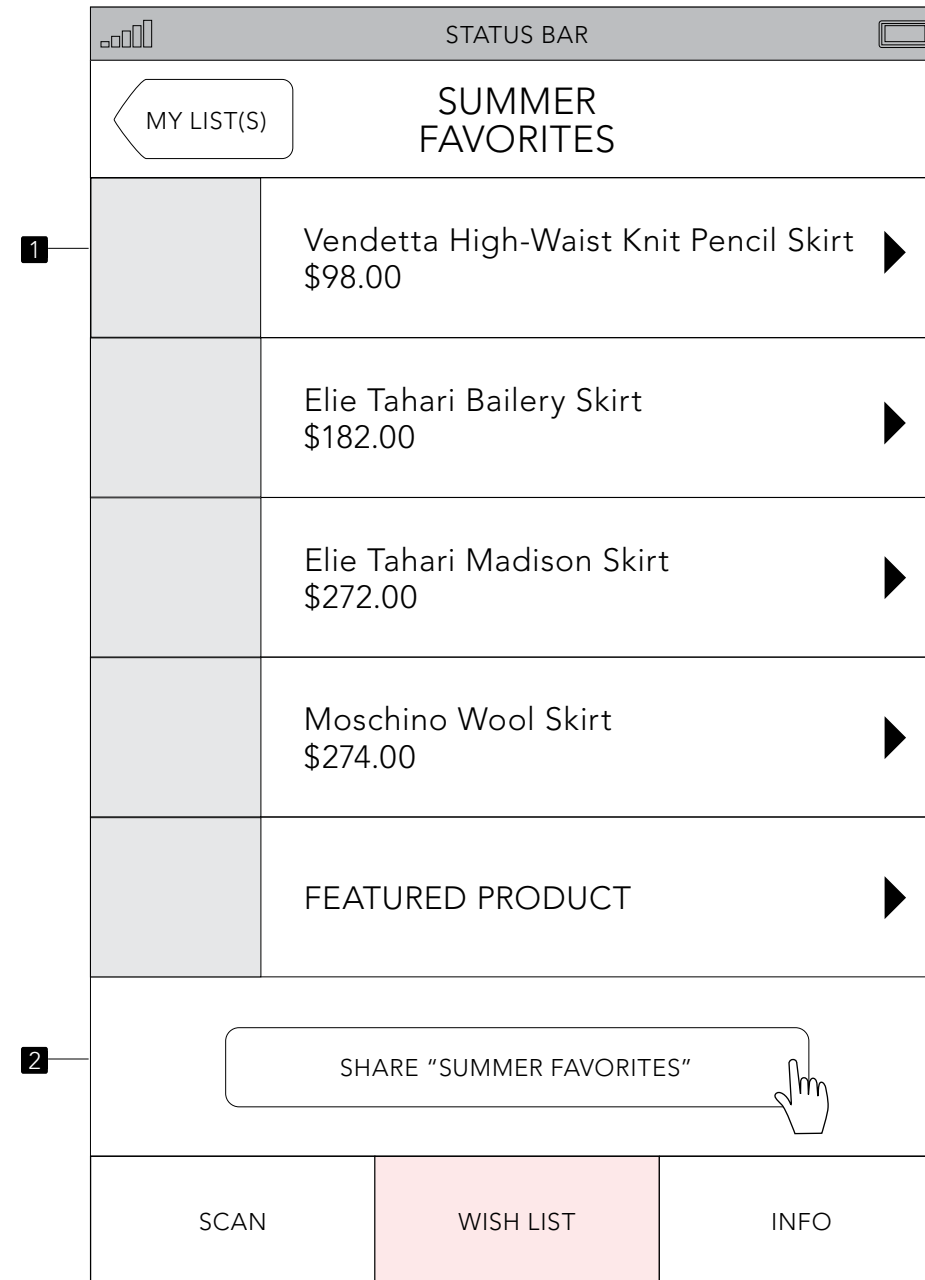 STATUS BAR
MY LIST(S)
SUMMER
FAVORITES
1
Vendetta High-Waist Knit Pencil Skirt
$98.00
Elie Tahari Bailery Skirt
$182.00
Elie Tahari Madison Skirt
$272.00
Moschino Wool Skirt
$274.00
FEATURED PRODUCT
2
SHARE “SUMMER FAVORITES”
SCAN
WISH LIST
INFO